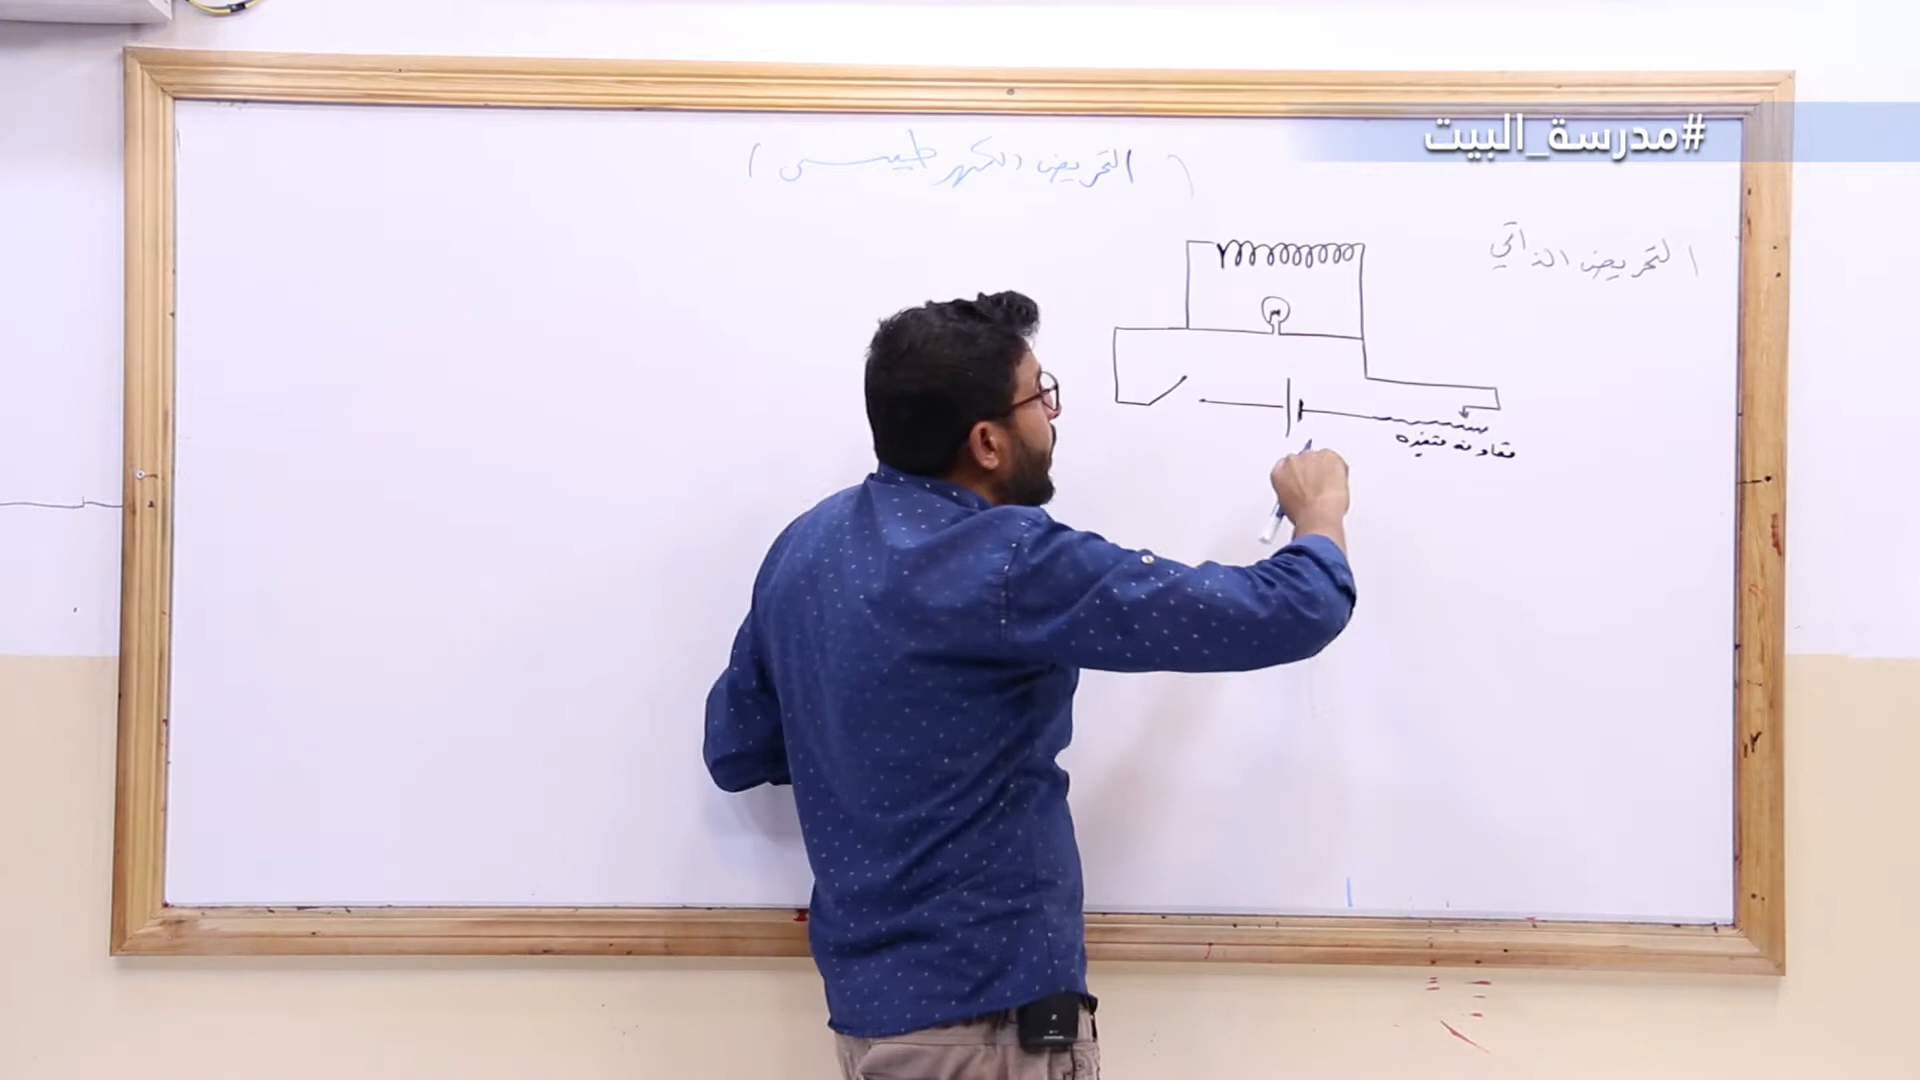 #مدرسة_البيت
( التحريض الكهرطيسي )
التحريض الذاتي
مقاومة متغيرة